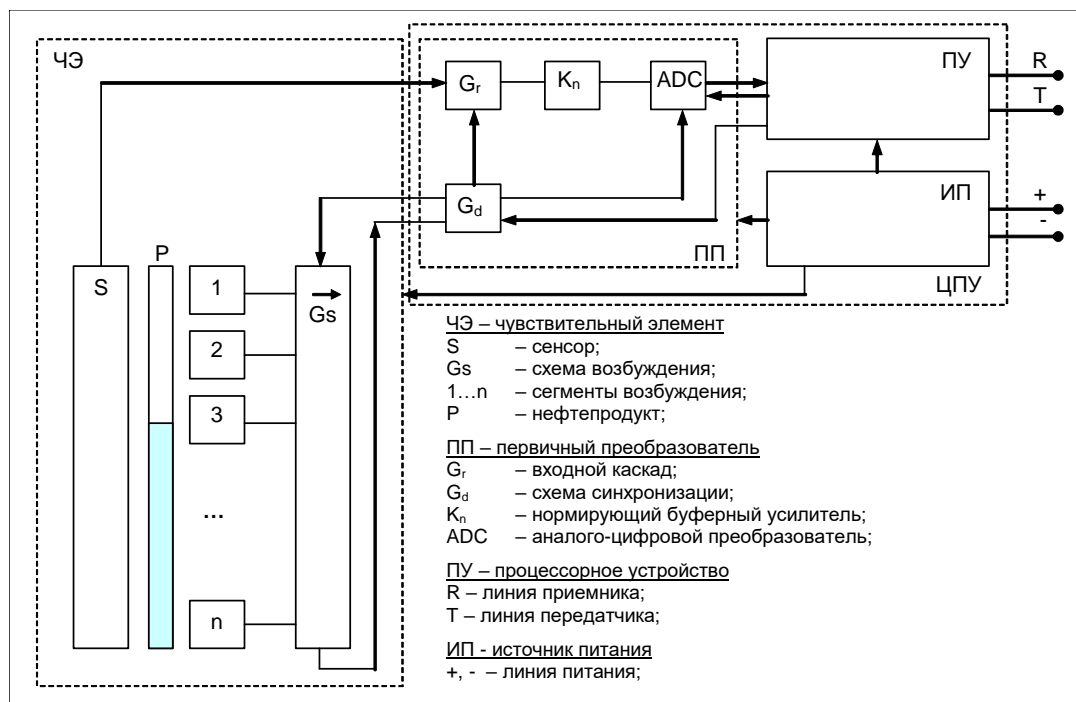 ЧЭ
ПУ
R
T
Gr
Kn
ADC
Gd
ПП
ИП
+
-
ЦПУ
S
P
1
2
3
...
n
Gs
ЧЭ – чувствительный элемент
S – сенсор;
Gs – схема возбуждения;
1...n – сегменты возбуждения;
P – нефтепродукт;
ПП – первичный преобразователь
Gr – входной каскад;
Gd – схема синхронизации;
Kn – нормирующий буферный усилитель;
ADC – аналого-цифровой преобразователь;
ПУ – процессорное устройство
R – линия приемника;
T – линия передатчика;
ИП - источник питания
+, - – линия питания;